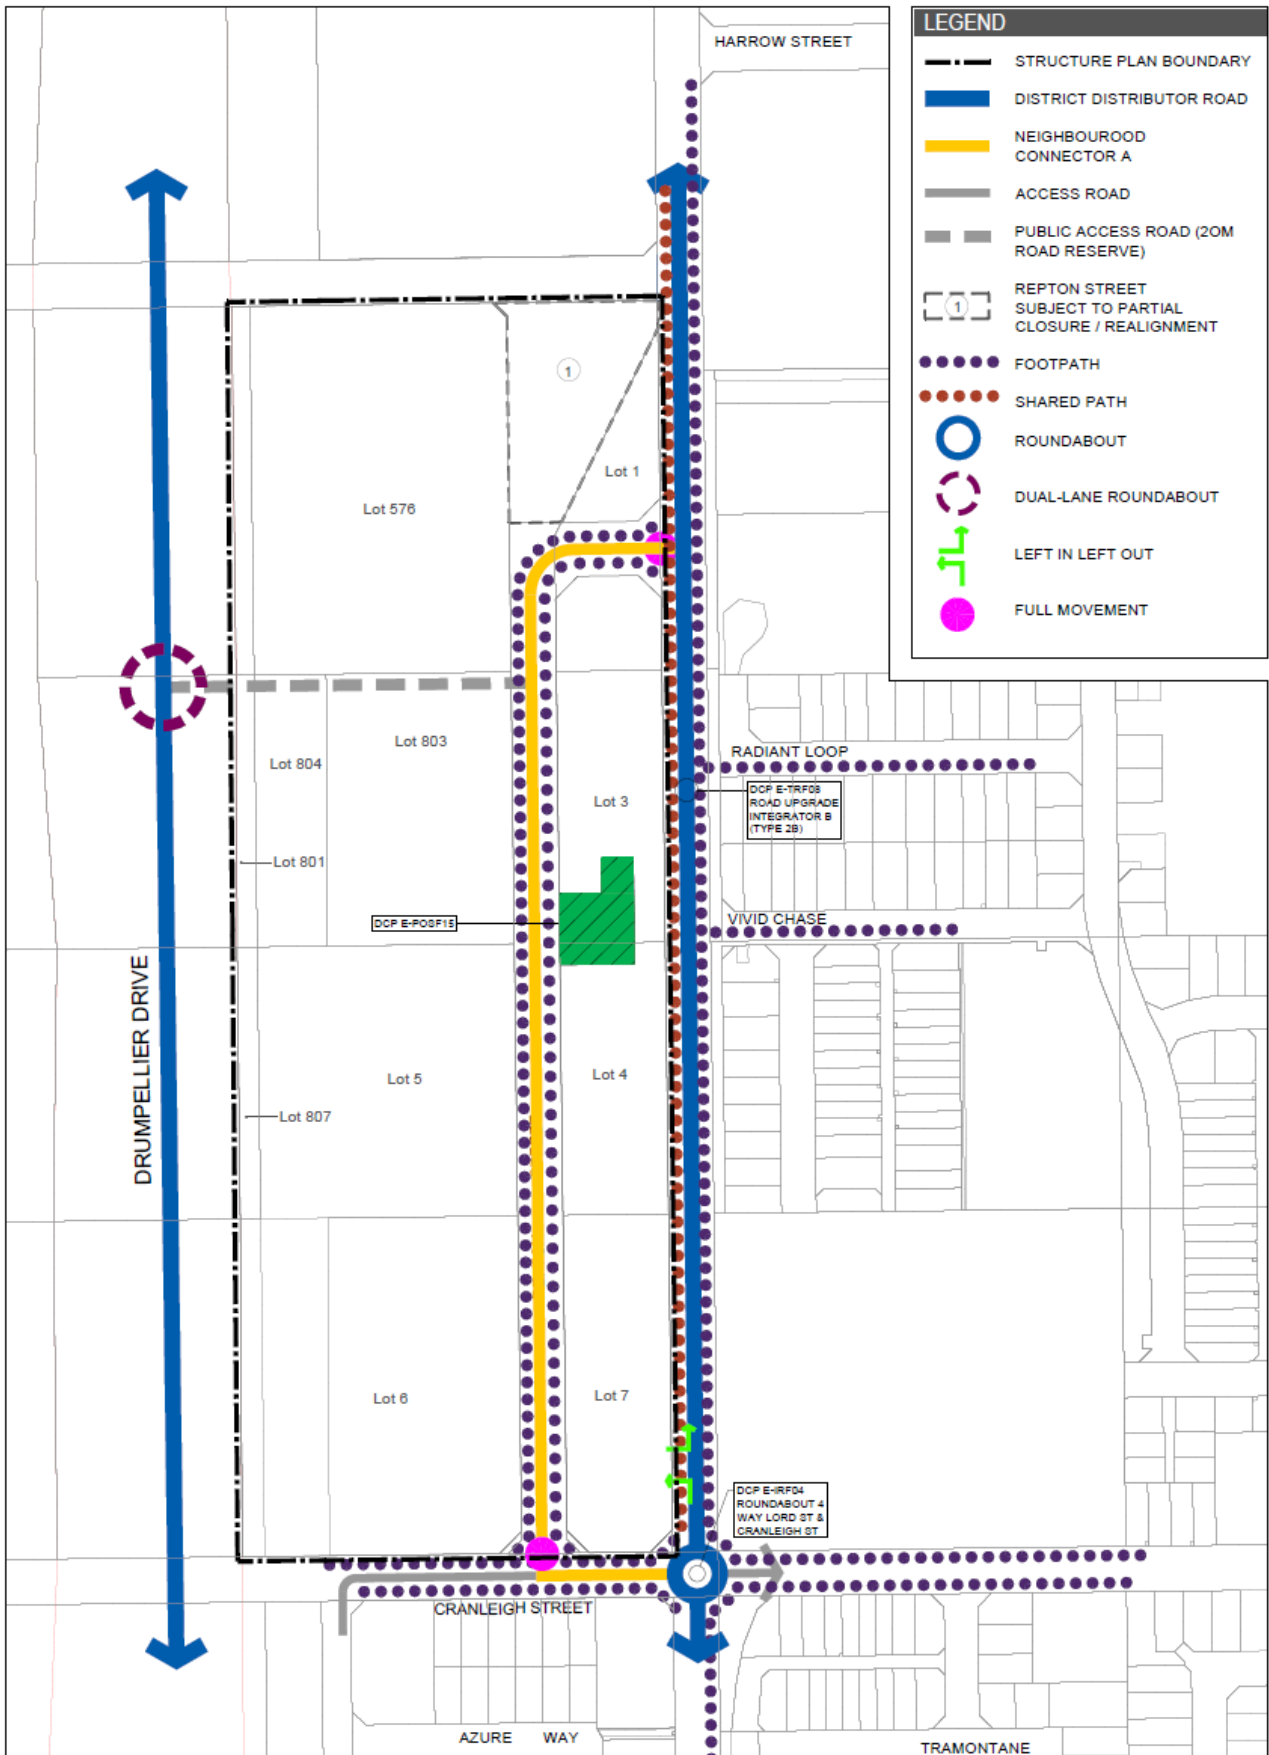 HARROW STREET
LEGEND
STRUCTURE PLAN BOUNDARY
DISTRICT DISTRIBUTOR ROAD
NEIGHBOUROOD
CONNECTOR A
ACCESS ROAD
PUBLIC ACCESS ROAD (20M
ROAD RESERVE)
1
REPTON STREET
SUBJECT TO PARTIAL
CLOSURE / REALIGNMENT
FOOTPATH
SHARED PATH
ROUNDABOUT
DUAL-LANE ROUNDABOUT
LEFT IN LEFT OUT
FULL MOVEMENT
1
Lot 1
Lot 576
Lot 803
Lot 804
RADIANT LOOP
DCP E-TRF08
ROAD UPGRADE
INTEGRATOR B
(TYPE 2B)
Lot 3
Lot 801
DCP E-POSF15
VIVID CHASE
DRUMPELLIER DRIVE
Lot 5
Lot 4
Lot 807
Lot 6
Lot 7
DCP E-IRF04
ROUNDABOUT 4
WAY LORD ST &
CRANLEIGH ST
CRANLEIGH STREET
AZURE WAY
TRAMONTANE